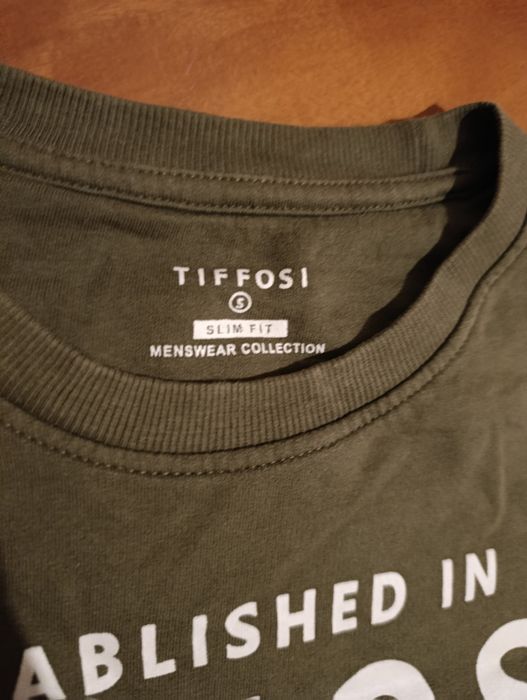 TIFFOSI
S
SLIM FIT
MENSWEAR COLLECTION
ABLISHED IN